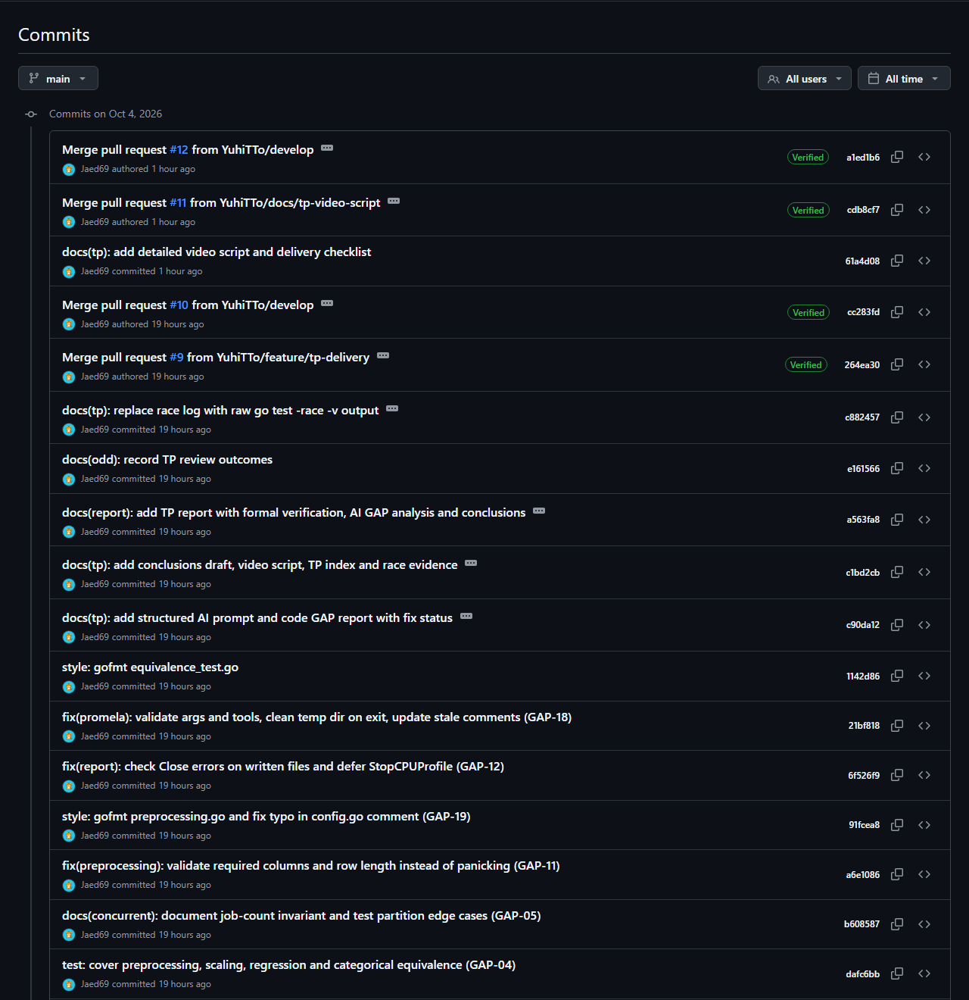 Commits
main
All users
All time
Commits on Oct 4, 2026
Merge pull request #12 from YuhiTTo/develop
Jaed69 authored 1 hour ago
Verified
a1ed1b6
Merge pull request #11 from YuhiTTo/docs/tp-video-script
Jaed69 authored 1 hour ago
Verified
cdb8cf7
docs(tp): add detailed video script and delivery checklist
Jaed69 committed 1 hour ago
61a4d08
Merge pull request #10 from YuhiTTo/develop
Jaed69 authored 19 hours ago
Verified
cc283fd
Merge pull request #9 from YuhiTTo/feature/tp-delivery
Jaed69 authored 19 hours ago
Verified
264ea30
docs(tp): replace race log with raw go test -race -v output
Jaed69 committed 19 hours ago
c882457
docs(odd): record TP review outcomes
Jaed69 committed 19 hours ago
e161566
docs(report): add TP report with formal verification, AI GAP analysis and conclusions
Jaed69 committed 19 hours ago
a563fa8
docs(tp): add conclusions draft, video script, TP index and race evidence
Jaed69 committed 19 hours ago
c1bd2cb
docs(tp): add structured AI prompt and code GAP report with fix status
Jaed69 committed 19 hours ago
c90da12
style: gofmt equivalence_test.go
Jaed69 committed 19 hours ago
1142d86
fix(promela): validate args and tools, clean temp dir on exit, update stale comments (GAP-18)
Jaed69 committed 19 hours ago
21bf818
fix(report): check Close errors on written files and defer StopCPUProfile (GAP-12)
Jaed69 committed 19 hours ago
6f526f9
style: gofmt preprocessing.go and fix typo in config.go comment (GAP-19)
Jaed69 committed 19 hours ago
91fcea8
fix(preprocessing): validate required columns and row length instead of panicking (GAP-11)
Jaed69 committed 19 hours ago
a6e1086
docs(concurrent): document job-count invariant and test partition edge cases (GAP-05)
Jaed69 committed 19 hours ago
b608587
test: cover preprocessing, scaling, regression and categorical equivalence (GAP-04)
Jaed69 committed 19 hours ago
dafc6bb